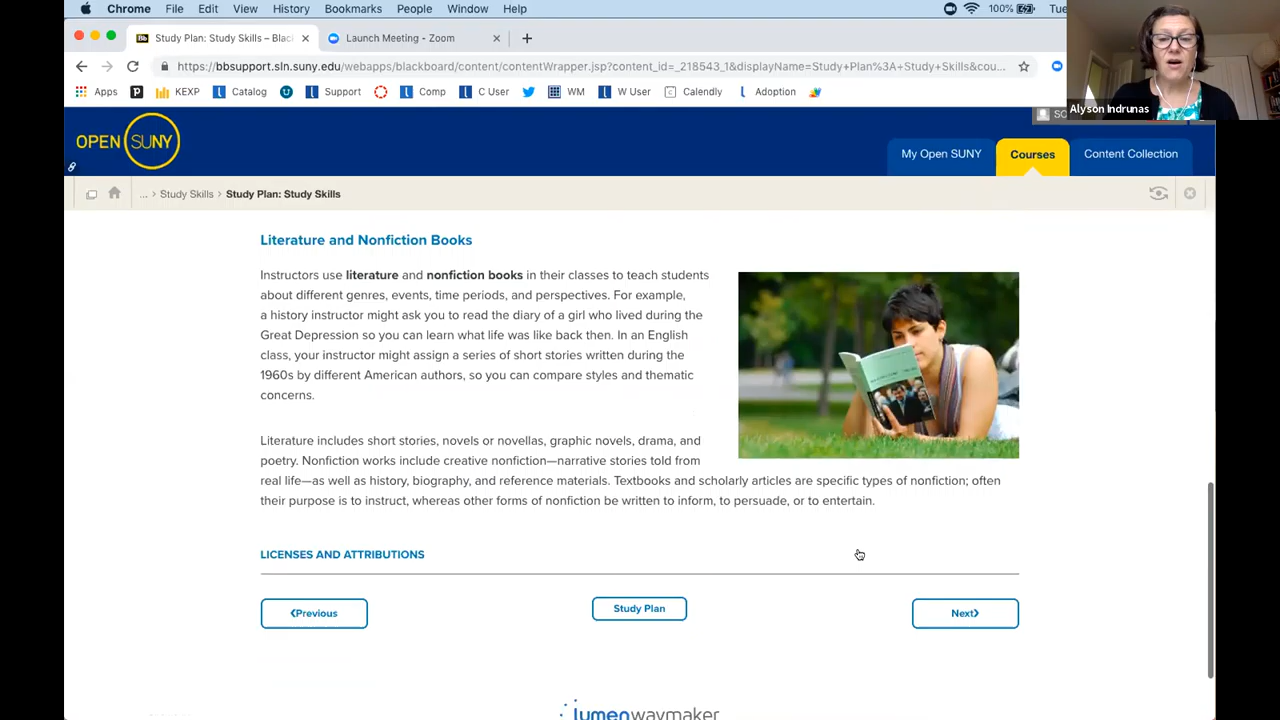 Chrome File Edit View History Bookmarks People Window Help 100% Tue
Study Plan: Study Skills – Blac Launch Meeting - Zoom
https://bbsupport.sln.suny.edu/webapps/blackboard/content/contentWrapper.jsp?content_id=_218543_1&displayName=Study+Plan%3A+Study+Skills&cou...
Apps KEXP Catalog Support Comp C User WM W User Calendly Adoption
Alyson Indrunas
OPEN SUNY
My Open SUNY Courses Content Collection
... > Study Skills > Study Plan: Study Skills
Literature and Nonfiction Books
Instructors use literature and nonfiction books in their classes to teach students
about different genres, events, time periods, and perspectives. For example,
a history instructor might ask you to read the diary of a girl who lived during the
Great Depression so you can learn what life was like back then. In an English
class, your instructor might assign a series of short stories written during the
1960s by different American authors, so you can compare styles and thematic
concerns.
Literature includes short stories, novels or novellas, graphic novels, drama, and
poetry. Nonfiction works include creative nonfiction—narrative stories told from
real life—as well as history, biography, and reference materials. Textbooks and scholarly articles are specific types of nonfiction; often
their purpose is to instruct, whereas other forms of nonfiction be written to inform, to persuade, or to entertain.
LICENSES AND ATTRIBUTIONS
‹Previous Study Plan Next›
lumenwaymaker